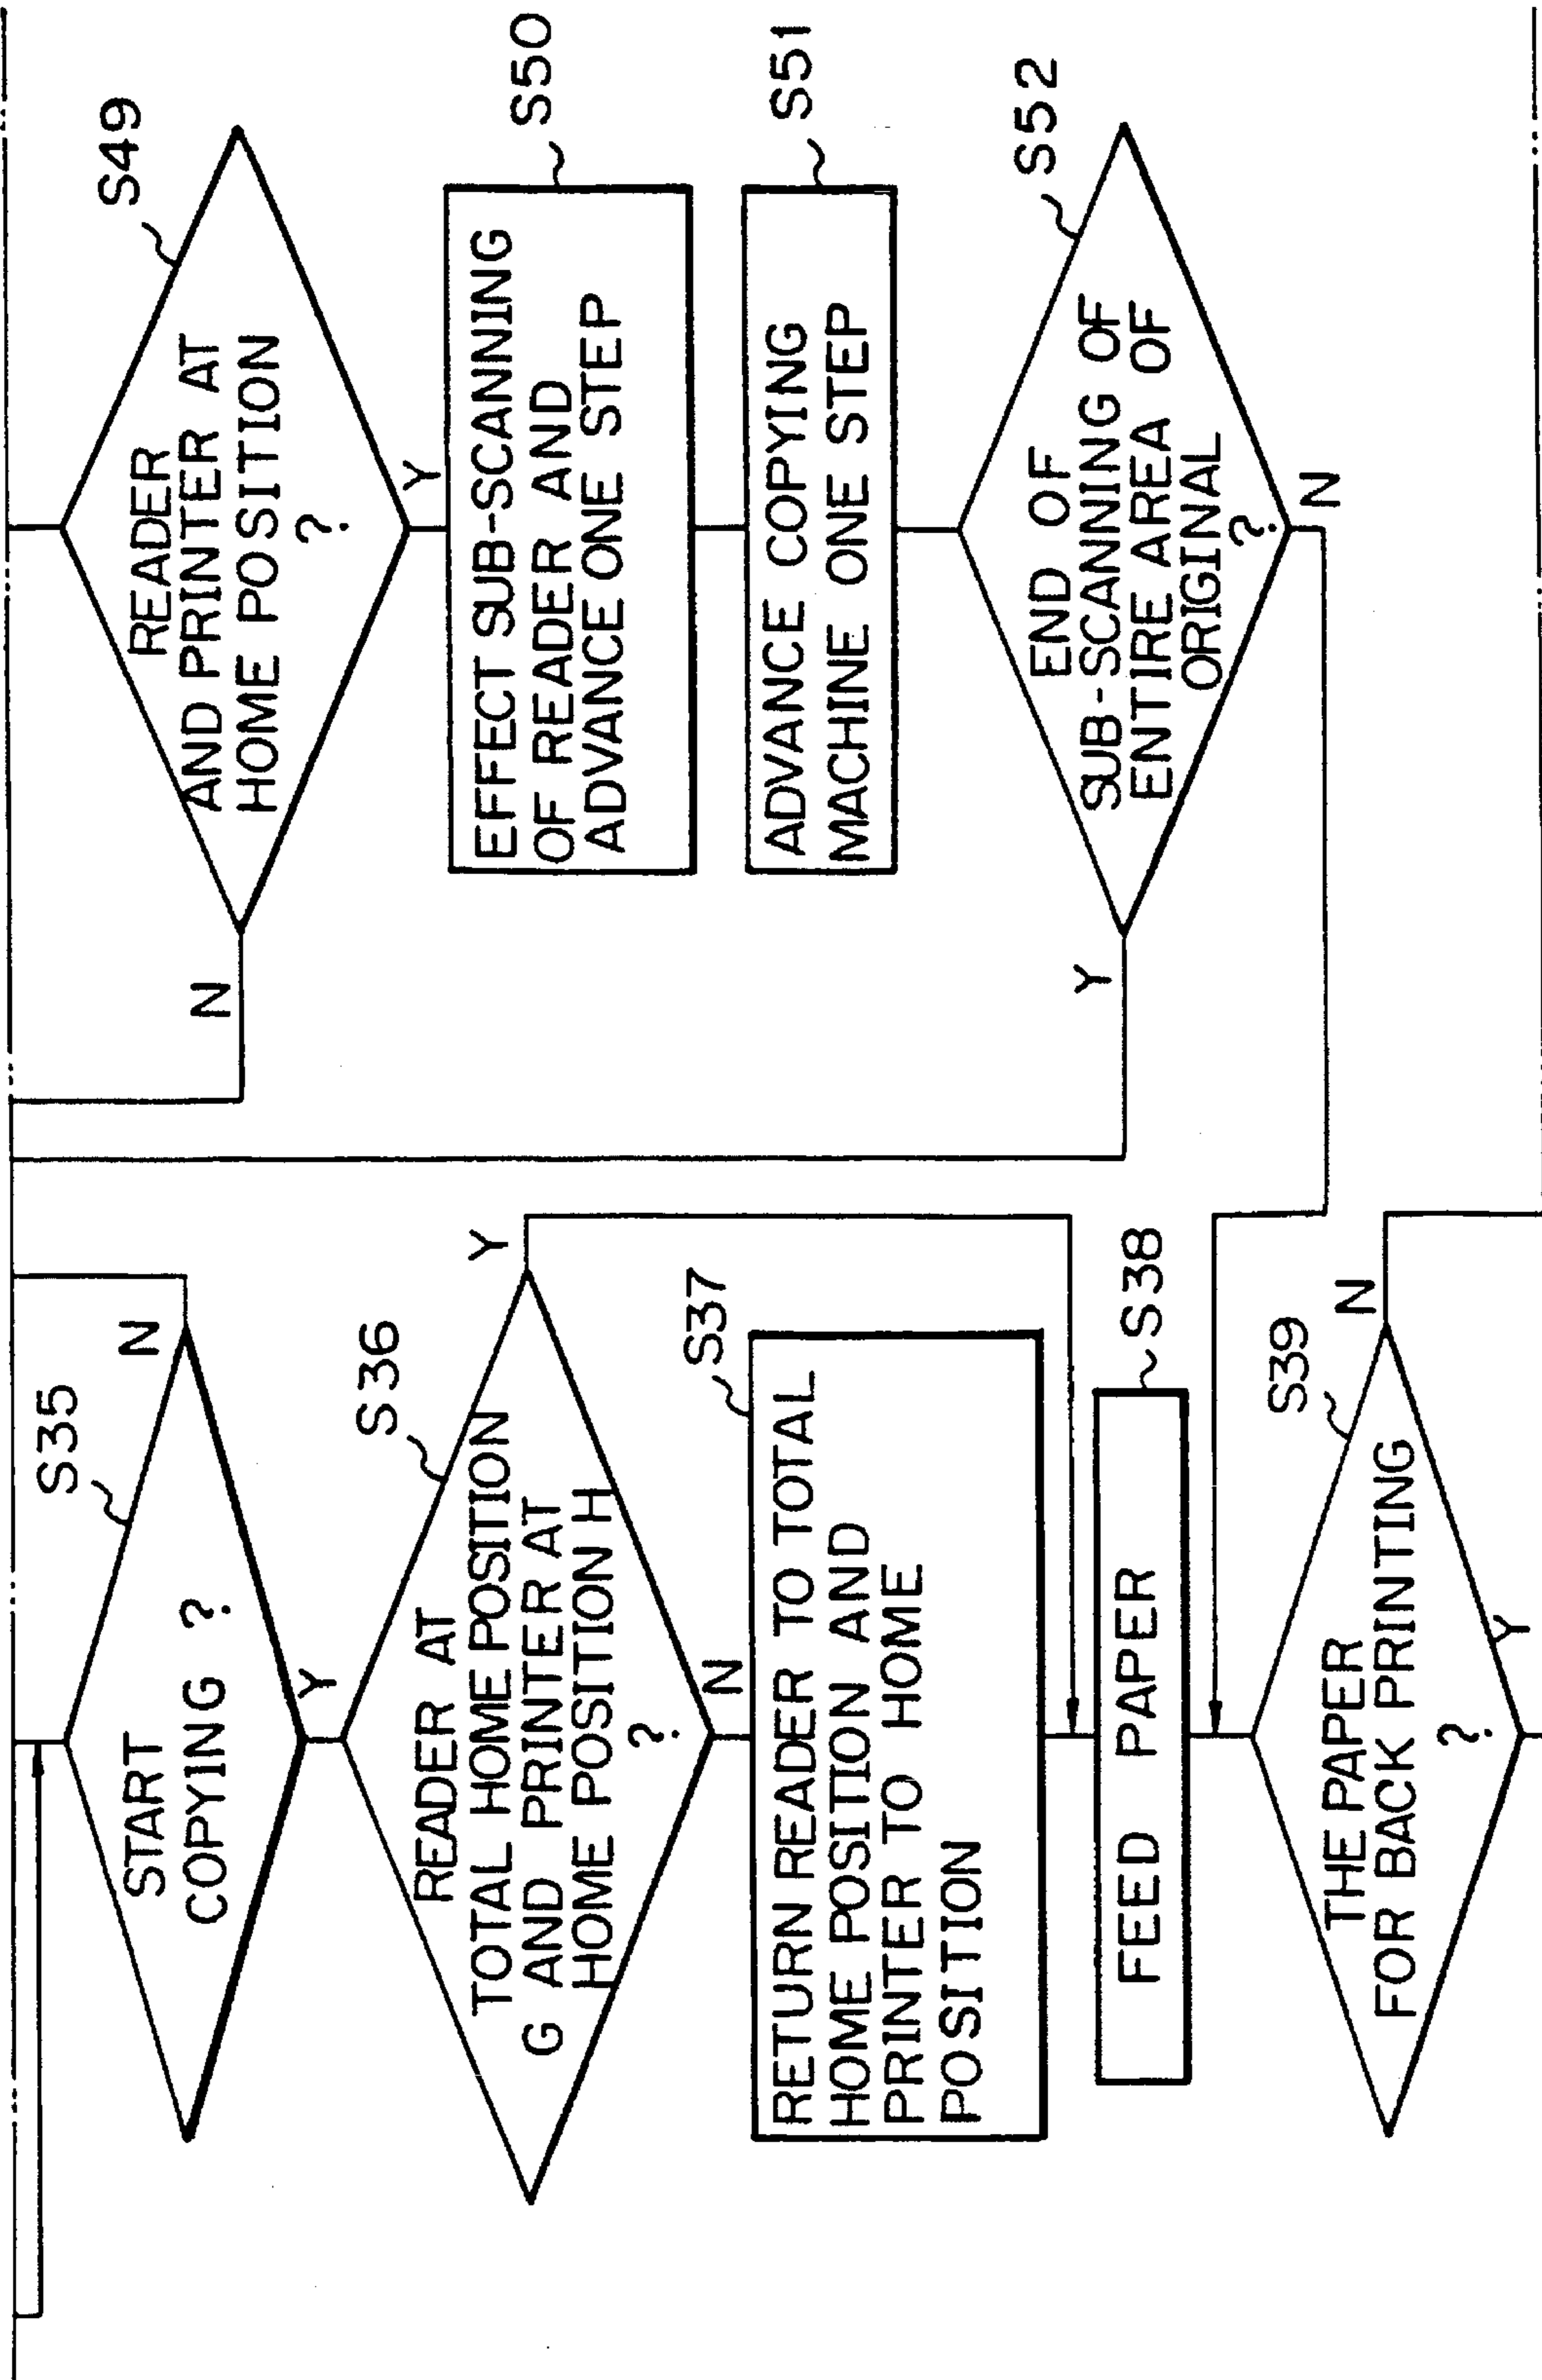 S35
START
COPYING ?
N
Y
S36
READER AT
TOTAL HOME POSITION
G AND PRINTER AT
HOME POSITION H
?
Y
N
S37
RETURN READER TO TOTAL
HOME POSITION AND
PRINTER TO HOME
POSITION
FEED PAPER
S38
S39
THE PAPER
FOR BACK PRINTING
?
N
Y
S49
READER
AND PRINTER AT
HOME POSITION
?
N
Y
S50
EFFECT SUB-SCANNING
OF READER AND
ADVANCE ONE STEP
S51
ADVANCE COPYING
MACHINE ONE STEP
S52
END OF
SUB-SCANNING OF
ENTIRE AREA OF
ORIGINAL
?
Y
N